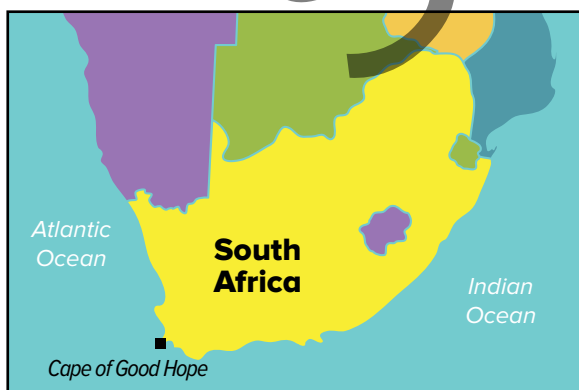 Atlantic
Ocean
South
Africa
Indian
Ocean
Cape of Good Hope